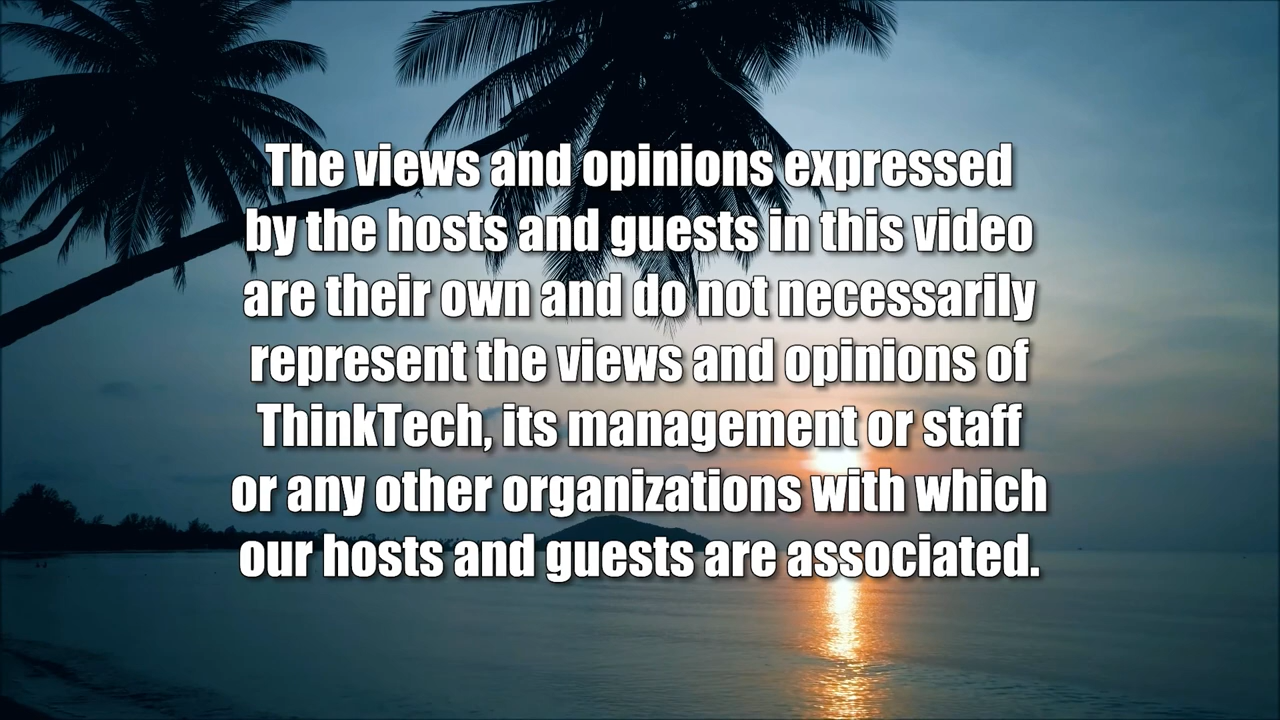 The views and opinions expressed
by the hosts and guests in this video
are their own and do not necessarily
represent the views and opinions of
ThinkTech, its management or staff
or any other organizations with which
our hosts and guests are associated.